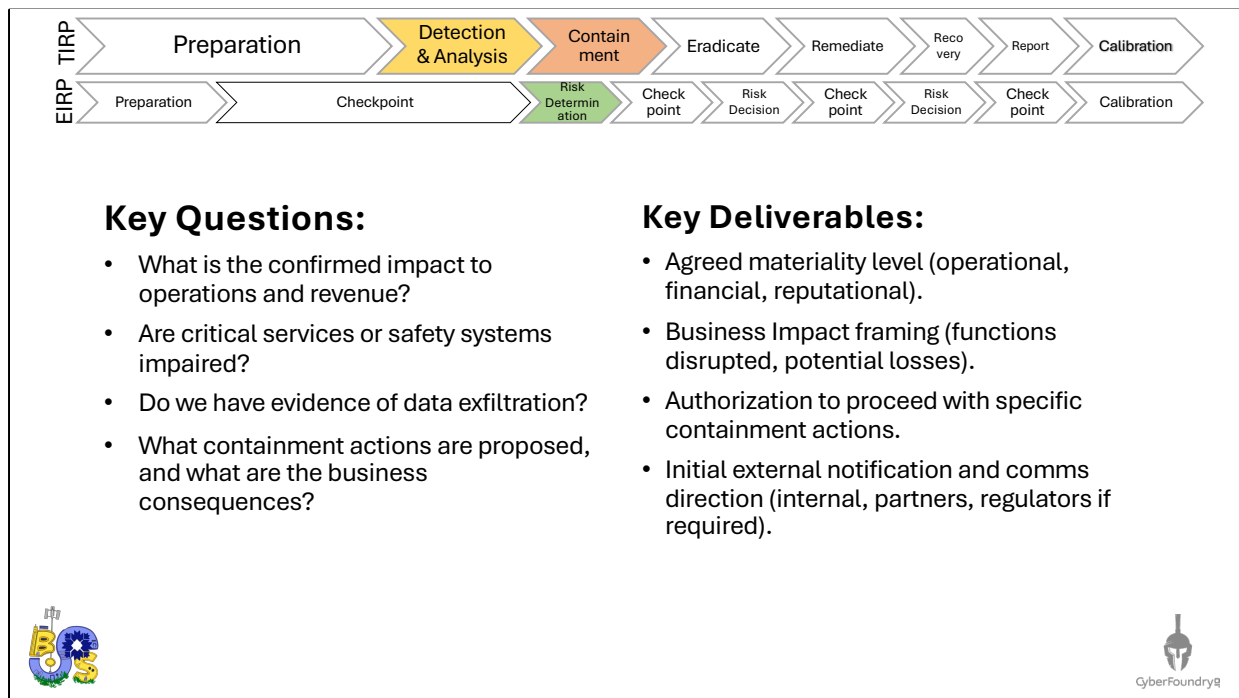 TIRP
Preparation
Detection
& Analysis
Contain
ment
Eradicate
Remediate
Reco
very
Report
Calibration
EIRP
Preparation
Checkpoint
Risk
Determin
ation
Check
point
Risk
Decision
Check
point
Risk
Decision
Check
point
Calibration
Key Questions:
• What is the confirmed impact to
operations and revenue?
• Are critical services or safety systems
impaired?
• Do we have evidence of data exfiltration?
• What containment actions are proposed,
and what are the business
consequences?
Key Deliverables:
• Agreed materiality level (operational,
financial, reputational).
• Business Impact framing (functions
disrupted, potential losses).
• Authorization to proceed with specific
containment actions.
• Initial external notification and comms
direction (internal, partners, regulators if
required).
B
S
CyberFoundry